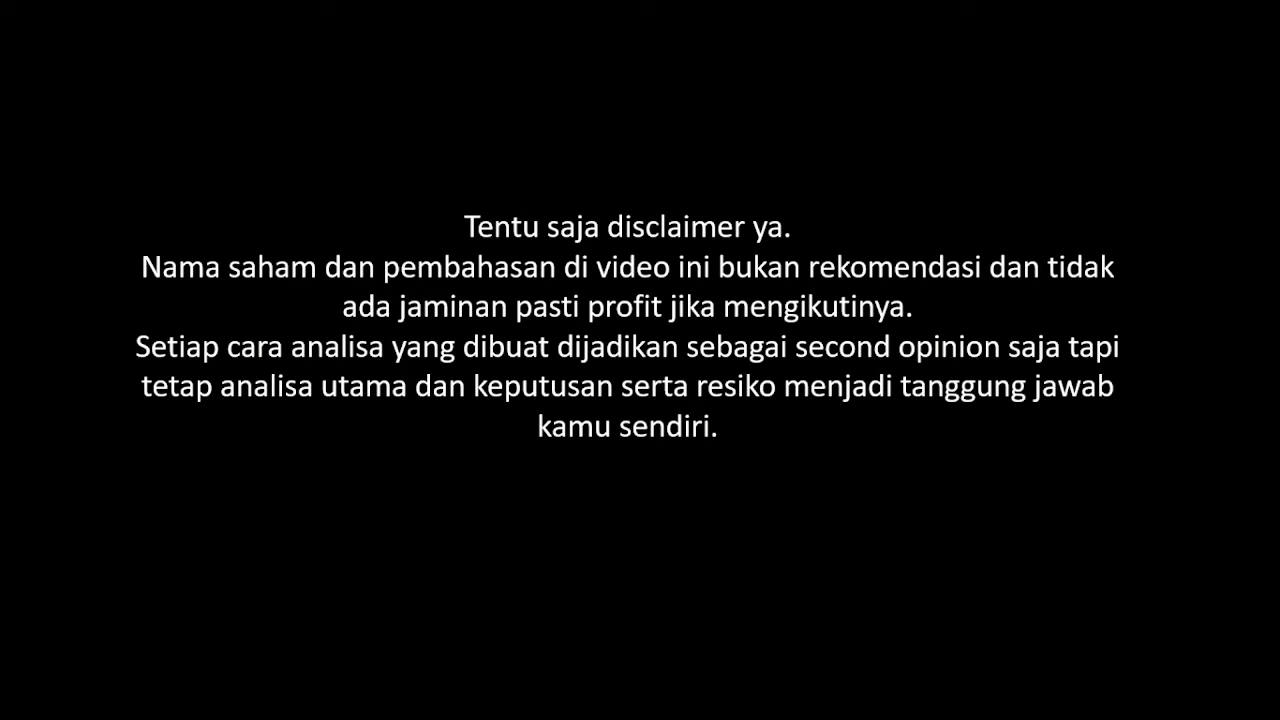 Tentu saja disclaimer ya.
Nama saham dan pembahasan di video ini bukan rekomendasi dan tidak
ada jaminan pasti profit jika mengikutinya.
Setiap cara analisa yang dibuat dijadikan sebagai second opinion saja tapi
tetap analisa utama dan keputusan serta resiko menjadi tanggung jawab
kamu sendiri.